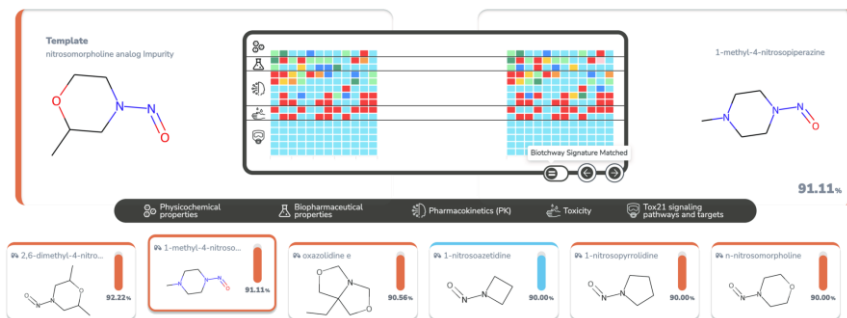 Template
nitrosomorpholine analog Impurity
O
N
N
O
1-methyl-4-nitrosopiperazine
N
N
N
O
Biotchway Signature Matched
91.11%
Physicochemical
properties
Biopharmaceutical
properties
Pharmacokinetics (PK)
Toxicity
Tox21 signaling
pathways and targets
2,6-dimethyl-4-nitro...
92.22%
1-methyl-4-nitroso...
91.11%
oxazolidine e
90.56%
1-nitrosoazetidine
90.00%
1-nitrosopyrrolidine
90.00%
n-nitrosomorpholine
90.00%